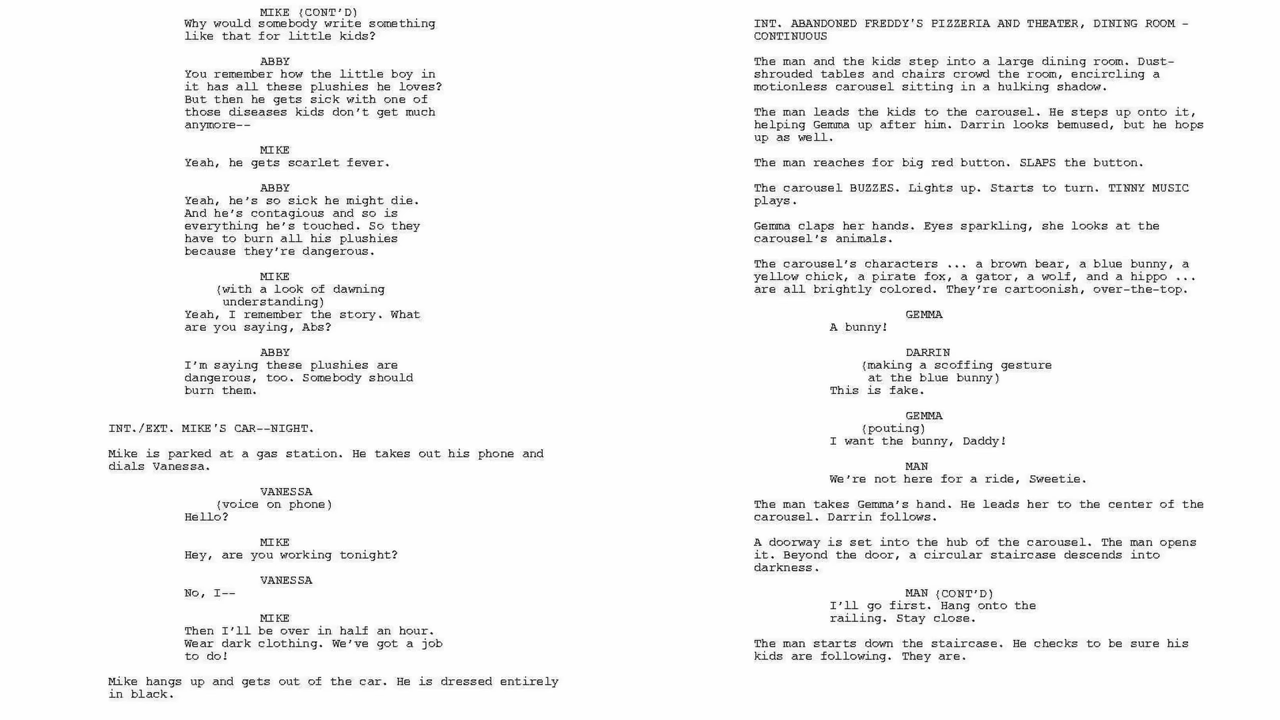 MIKE (CONT'D)
Why would somebody write something
like that for little kids?
ABBY
You remember how the little boy in
it has all these plushies he loves?
But then he gets sick with one of
those diseases kids don't get much
anymore--
MIKE
Yeah, he gets scarlet fever.
ABBY
Yeah, he's so sick he might die.
And he's contagious and so is
everything he's touched. So they
have to burn all his plushies
because they're dangerous.
MIKE
(with a look of dawning
understanding)
Yeah, I remember the story. What
are you saying, Abs?
ABBY
I'm saying these plushies are
dangerous, too. Somebody should
burn them.
INT./EXT. MIKE'S CAR--NIGHT.
Mike is parked at a gas station. He takes out his phone and
dials Vanessa.
VANESSA
(voice on phone)
Hello?
MIKE
Hey, are you working tonight?
VANESSA
No, I--
MIKE
Then I'll be over in half an hour.
Wear dark clothing. We've got a job
to do!
Mike hangs up and gets out of the car. He is dressed entirely
in black.
INT. ABANDONED FREDDY'S PIZZERIA AND THEATER, DINING ROOM -
CONTINUOUS
The man and the kids step into a large dining room. Dust-
shrouded tables and chairs crowd the room, encircling a
motionless carousel sitting in a hulking shadow.
The man leads the kids to the carousel. He steps up onto it,
helping Gemma up after him. Darrin looks bemused, but he hops
up as well.
The man reaches for big red button. SLAPS the button.
The carousel BUZZES. Lights up. Starts to turn. TINNY MUSIC
plays.
Gemma claps her hands. Eyes sparkling, she looks at the
carousel's animals.
The carousel's characters ... a brown bear, a blue bunny, a
yellow chick, a pirate fox, a gator, a wolf, and a hippo ...
are all brightly colored. They're cartoonish, over-the-top.
GEMMA
A bunny!
DARRIN
(making a scoffing gesture
at the blue bunny)
This is fake.
GEMMA
(pouting)
I want the bunny, Daddy!
MAN
We're not here for a ride, Sweetie.
The man takes Gemma's hand. He leads her to the center of the
carousel. Darrin follows.
A doorway is set into the hub of the carousel. The man opens
it. Beyond the door, a circular staircase descends into
darkness.
MAN (CONT'D)
I'll go first. Hang onto the
railing. Stay close.
The man starts down the staircase. He checks to be sure his
kids are following. They are.